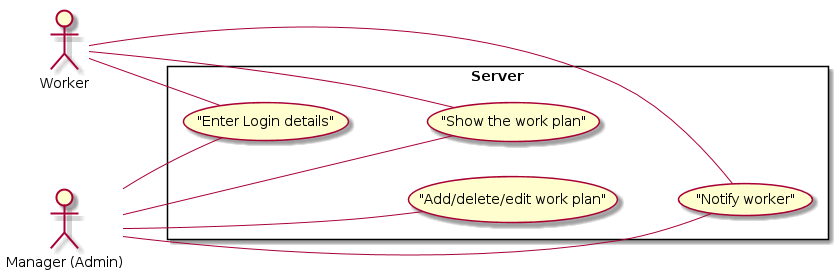 Server
Worker
"Enter Login details"
"Show the work plan"
"Add/delete/edit work plan"
"Notify worker"
Manager (Admin)